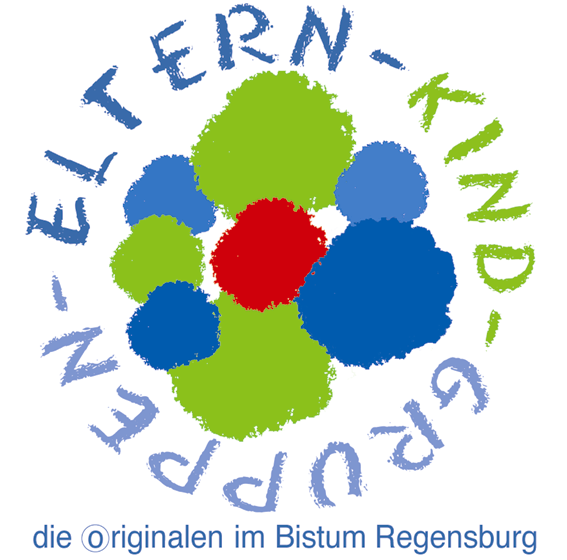 ELTERN-KIND-GRUPPEN-
die ⓞriginalen im Bistum Regensburg